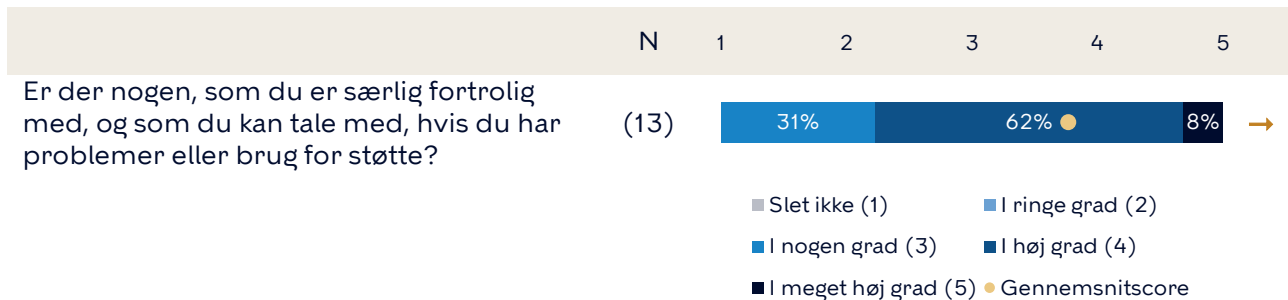 N 1 2 3 4 5
Er der nogen, som du er særlig fortrolig
med, og som du kan tale med, hvis du har
problemer eller brug for støtte?
(13) 31% 62% 8%
Slet ikke (1) I ringe grad (2)
I nogen grad (3) I høj grad (4)
I meget høj grad (5) Gennemsnitscore